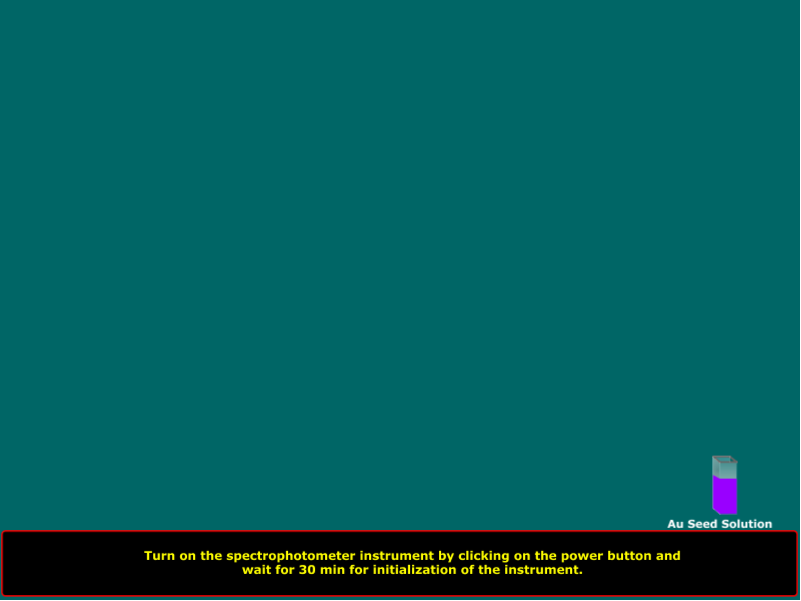 Au Seed Solution
Turn on the spectrophotometer instrument by clicking on the power button and
wait for 30 min for initialization of the instrument.